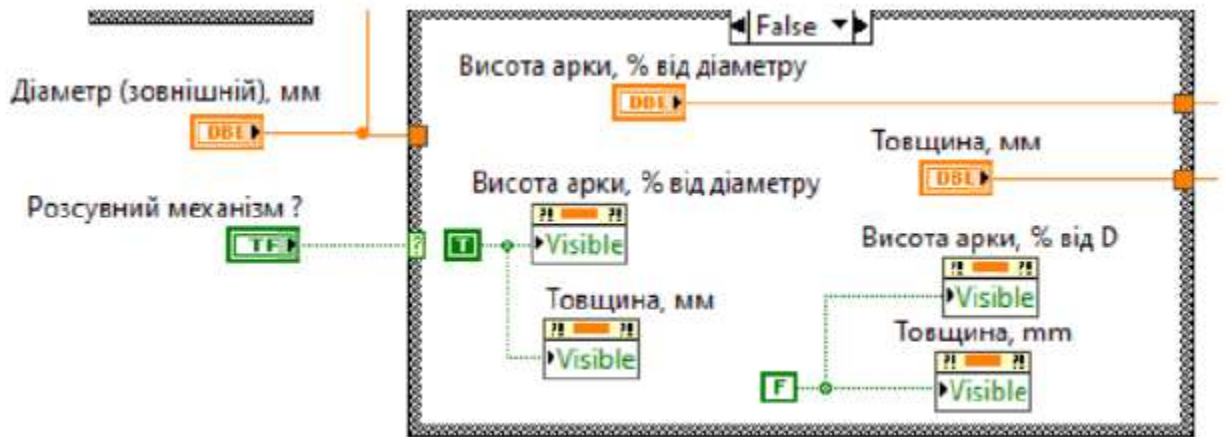 False
Висота арки, % від діаметру
DBL
Діаметр (зовнішній), мм
DBL
Товщина, мм
DBL
Висота арки, % від діаметру
Visible
Розсувний механізм ?
TF
?
T
Висота арки, % від D
Visible
Товщина, мм
Visible
Товщина, mm
Visible
F